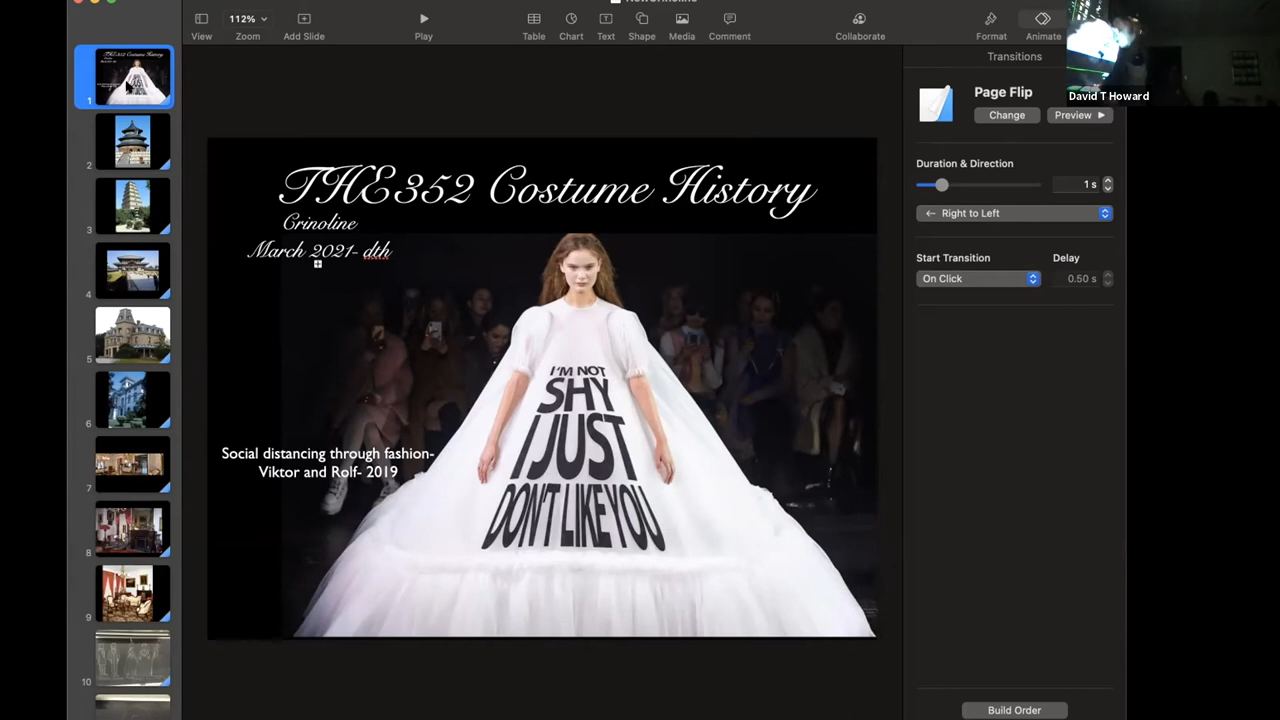 112%
View
Zoom
Add Slide
Play
Table
Chart
Text
Shape
Media
Comment
Collaborate
Format
Animate
Transitions
David T Howard
Page Flip
Change
Preview
Duration & Direction
1 s
← Right to Left
Start Transition
Delay
On Click
0.50 s
Build Order
1
2
3
4
5
6
7
8
9
10
THE352 Costume History
Crinoline
March 2021- dth
I'M NOT
SHY
I JUST
DON'T LIKE YOU
Social distancing through fashion-
Viktor and Rolf- 2019